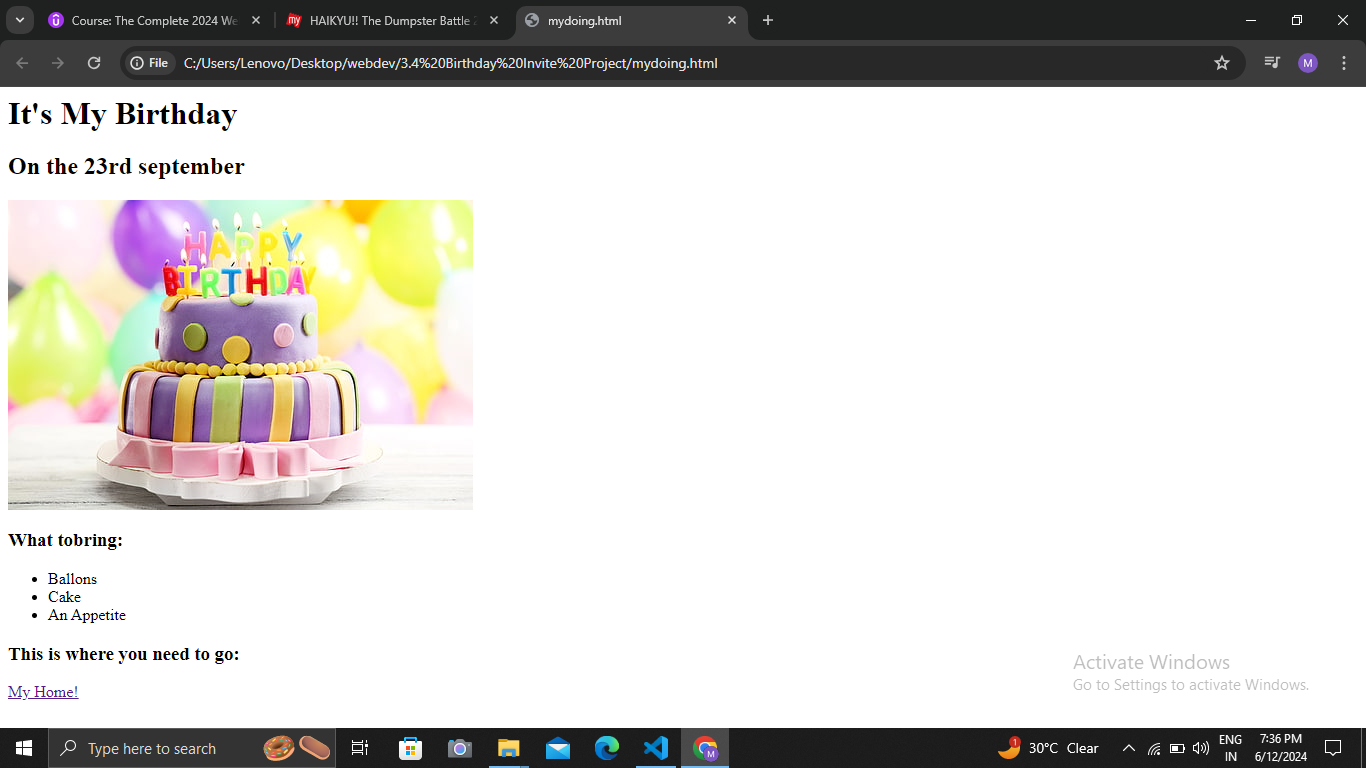 Course: The Complete 2024 We
HAIKYU!! The Dumpster Battle
mydoing.html
File
C:/Users/Lenovo/Desktop/webdev/3.4%20Birthday%20Invite%20Project/mydoing.html
M
It's My Birthday
On the 23rd september
HAPPY
BIRTHDAY
What tobring:
Ballons
Cake
An Appetite
This is where you need to go:
My Home!
Activate Windows
Go to Settings to activate Windows.
Type here to search
M
1
30°C Clear
ENG
IN
7:36 PM
6/12/2024